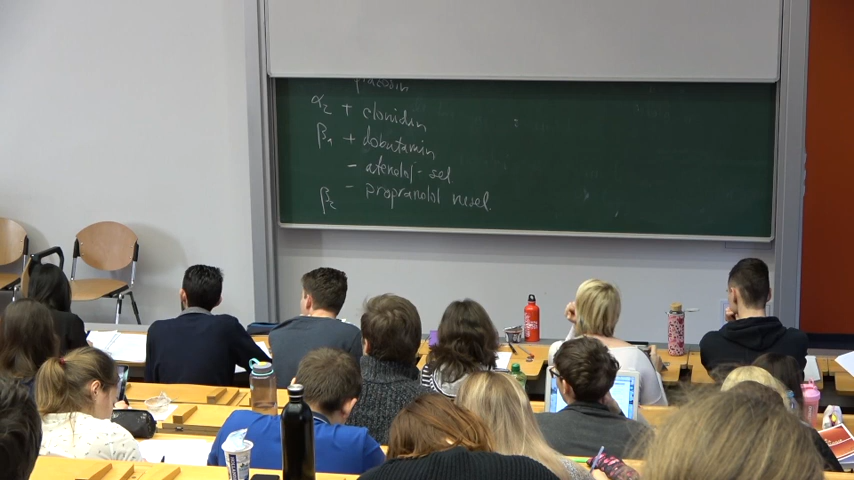 prazosin
α₂ + clonidin
β₁ + dobutamin
- atenolol - sel
- propranolol nesel.
β₂